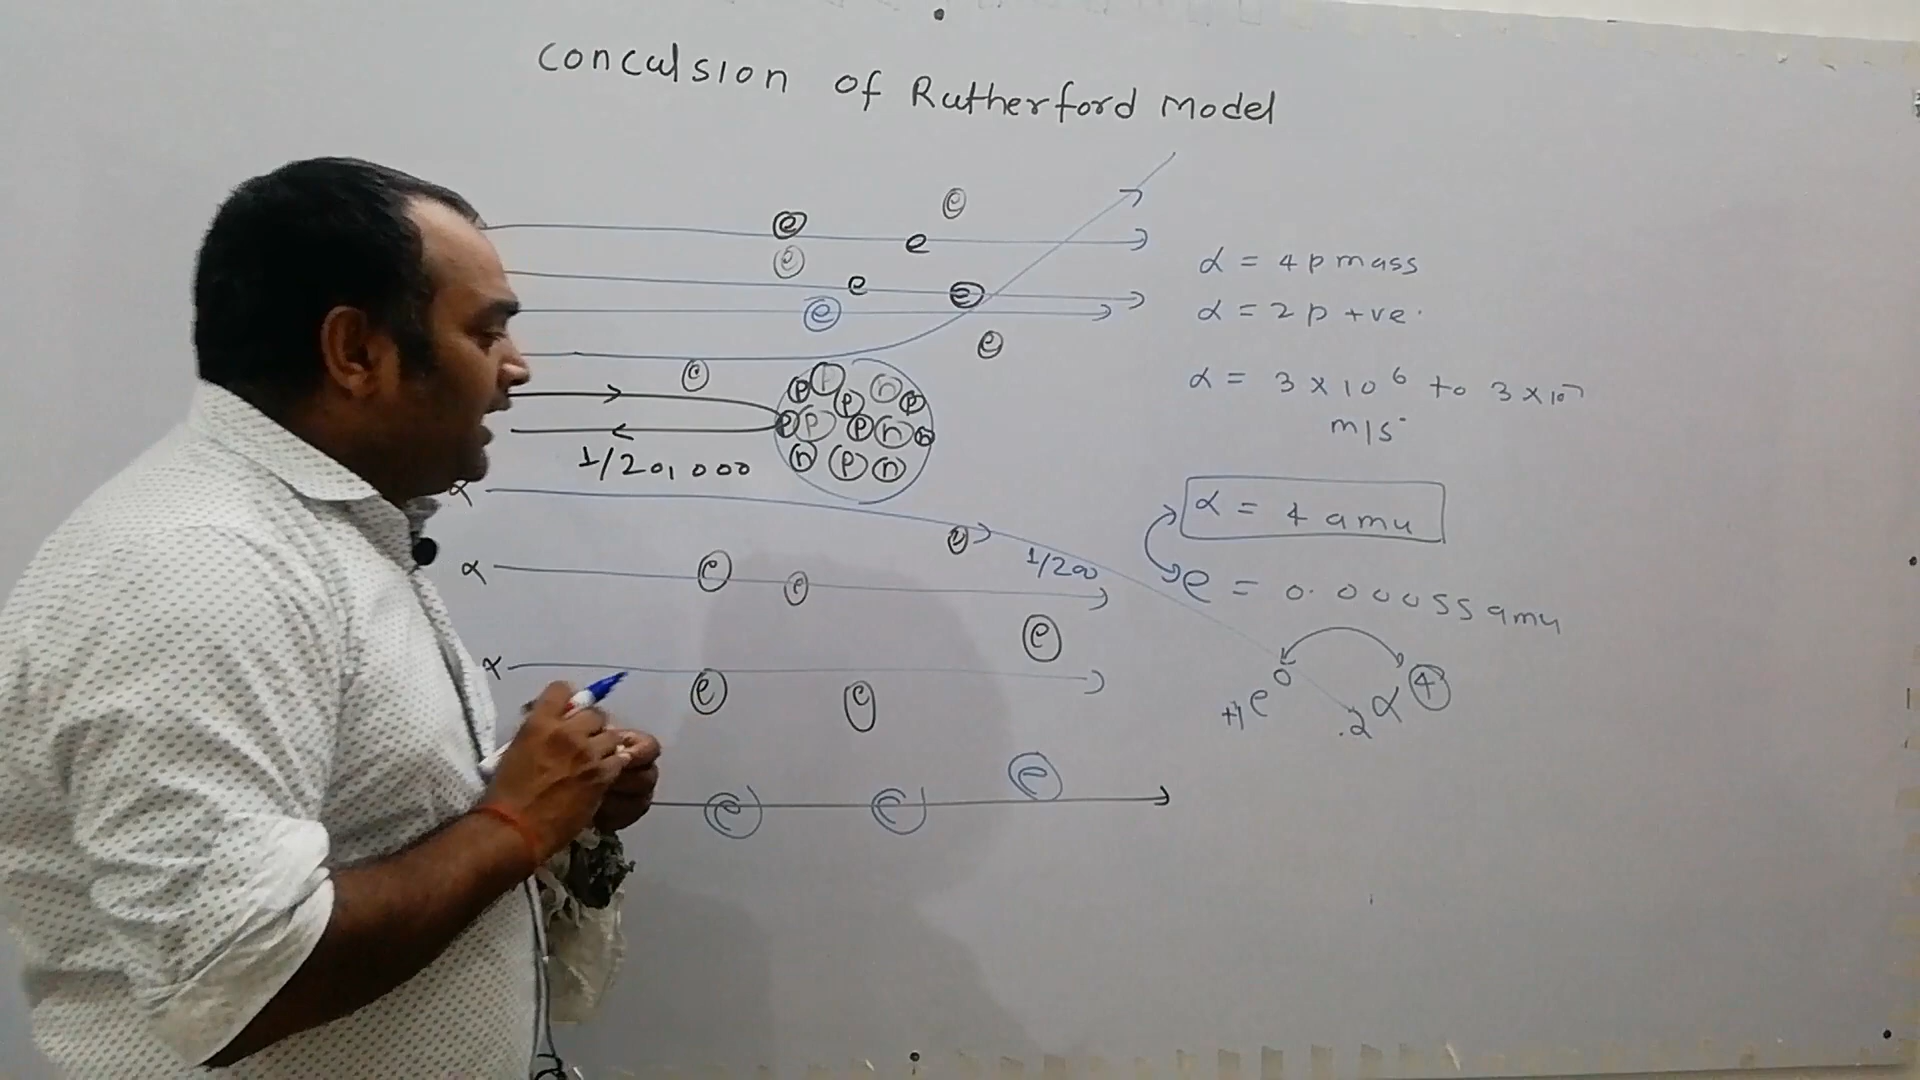 Conculsion of Rutherford Model
e
e
e
e
e
e
e
e
e
e
p p n p p
p p p n n
n p n
1/20,000
α
e
1/200
α
e
e
e
α
e
e
e
e
e
α = 4 p mass
α = 2 p +ve.
α = 3 × 10⁶ to 3 × 10⁷
m/s
α = 4 amu
e = 0.00055 amu
+1e⁰
2α⁴